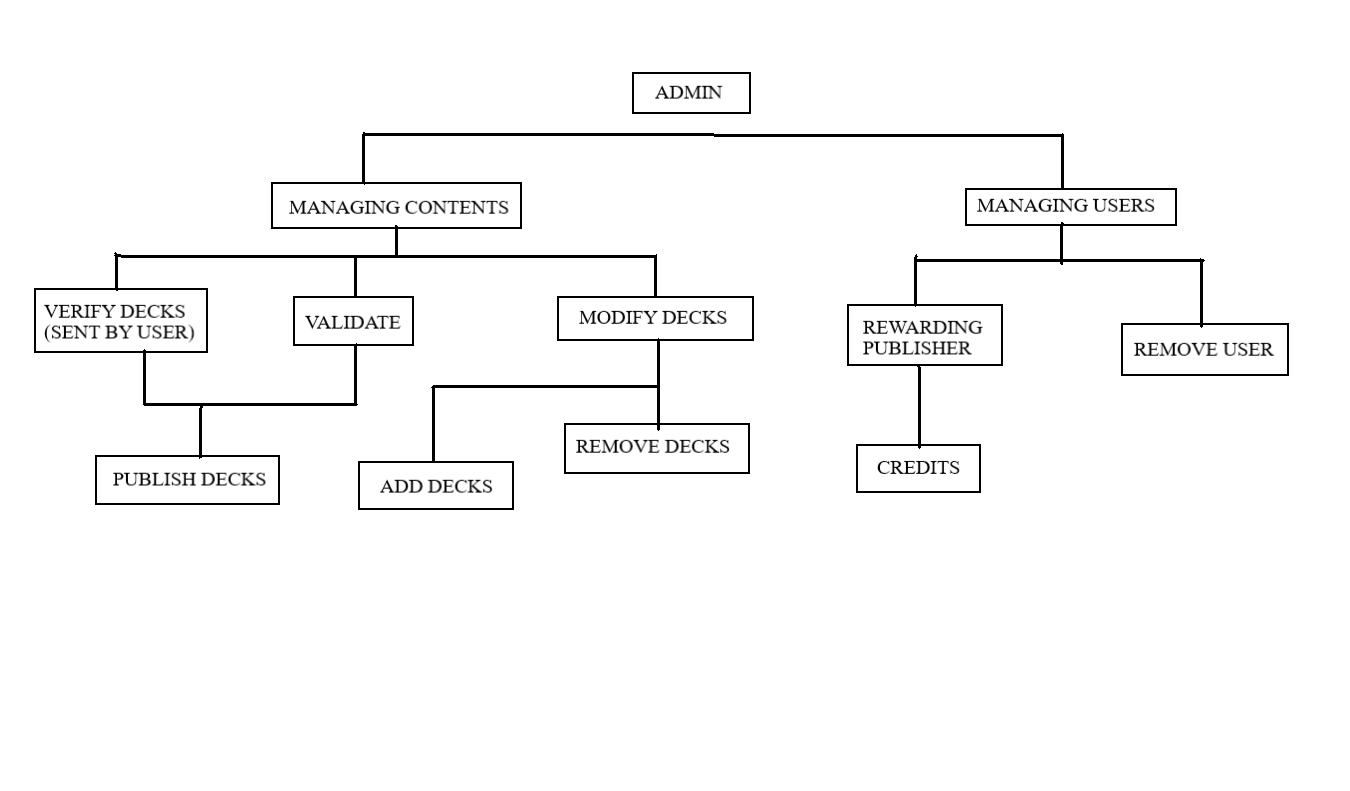 ADMIN
MANAGING CONTENTS
MANAGING USERS
VERIFY DECKS
(SENT BY USER)
VALIDATE
MODIFY DECKS
REWARDING
PUBLISHER
REMOVE USER
PUBLISH DECKS
ADD DECKS
REMOVE DECKS
CREDITS